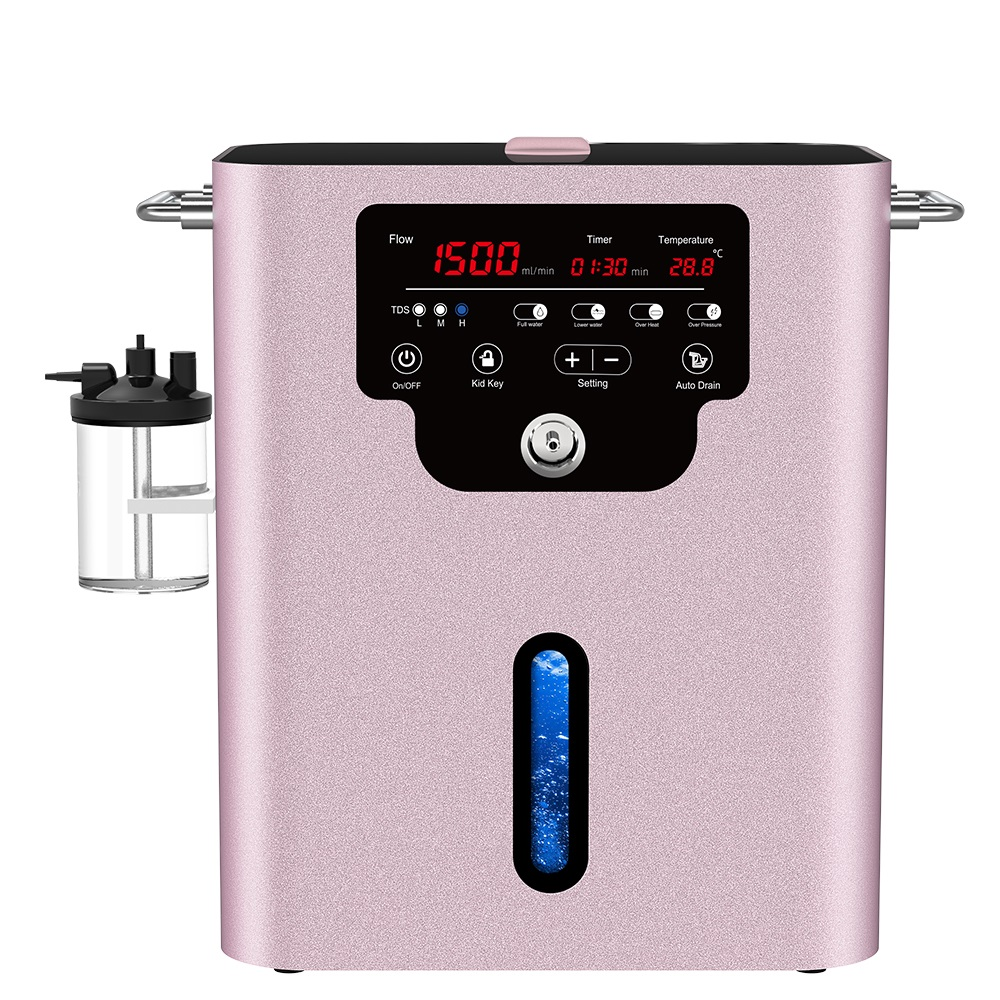 Flow 1500 ml/min
Timer 01:30 min
Temperature 28.8 °C
TDS L M H
Full water
Lower water
Over Heat
Over Pressure
On/OFF
Kid Key
+ −
Setting
Auto Drain